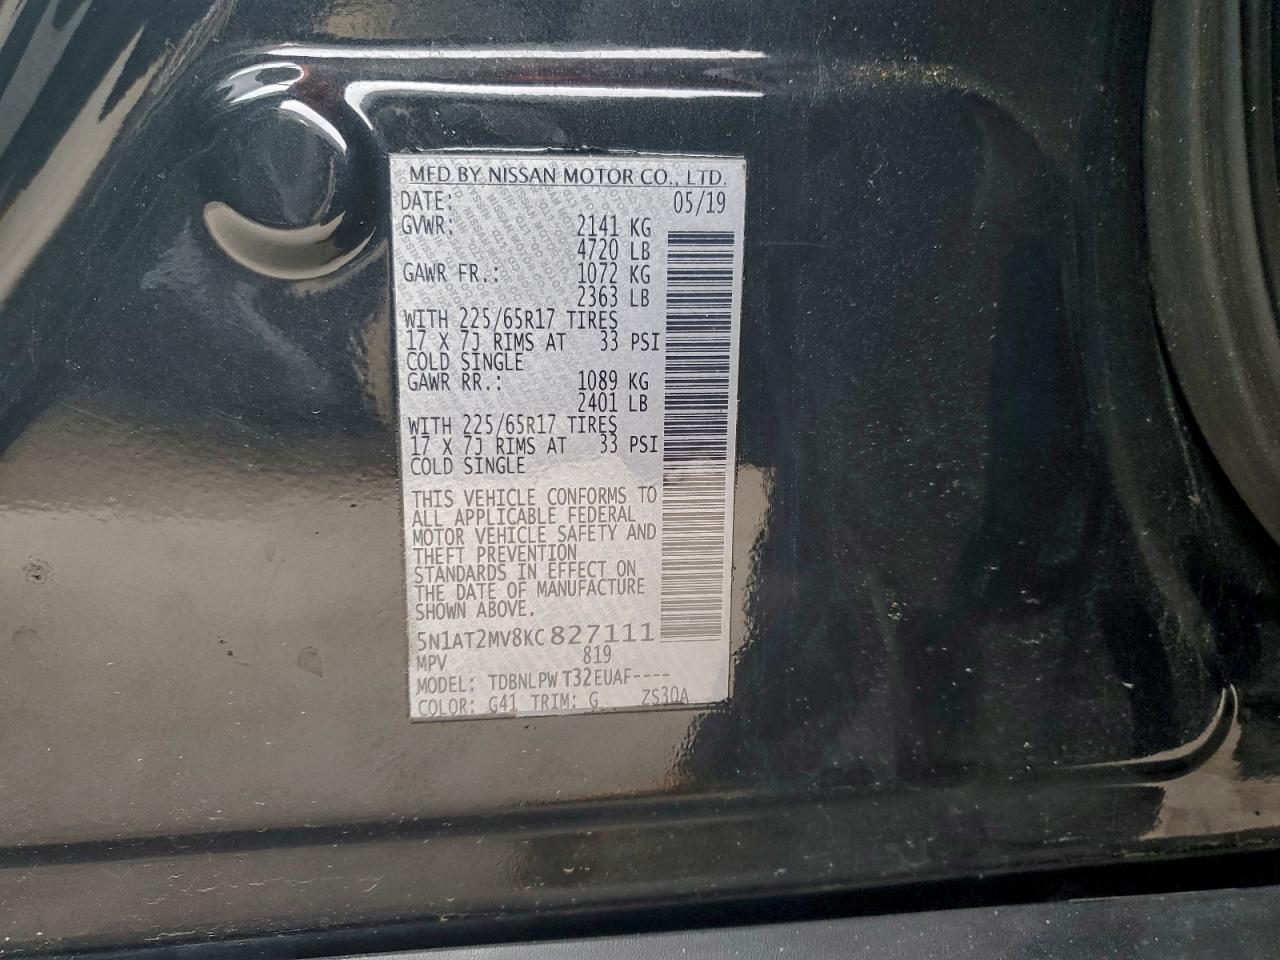 MFD BY NISSAN MOTOR CO., LTD.
DATE: 05/19
GVWR: 2141 KG
4720 LB
GAWR FR.: 1072 KG
2363 LB
WITH 225/65R17 TIRES
17 X 7J RIMS AT 33 PSI
COLD SINGLE
GAWR RR.: 1089 KG
2401 LB
WITH 225/65R17 TIRES
17 X 7J RIMS AT 33 PSI
COLD SINGLE
THIS VEHICLE CONFORMS TO
ALL APPLICABLE FEDERAL
MOTOR VEHICLE SAFETY AND
THEFT PREVENTION
STANDARDS IN EFFECT ON
THE DATE OF MANUFACTURE
SHOWN ABOVE.
5N1AT2MV8KC 827111
MPV 819
MODEL: TDBNLPW T32EUAF----
COLOR: G41 TRIM: G ZS30A